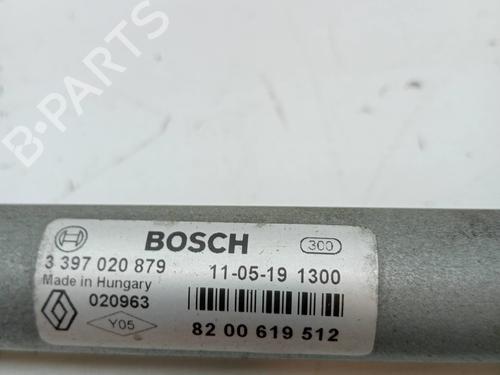 B-PARTS
BOSCH
300
3 397 020 879
11-05-19 1300
Made in Hungary
020963
Y05
82 00 619 512